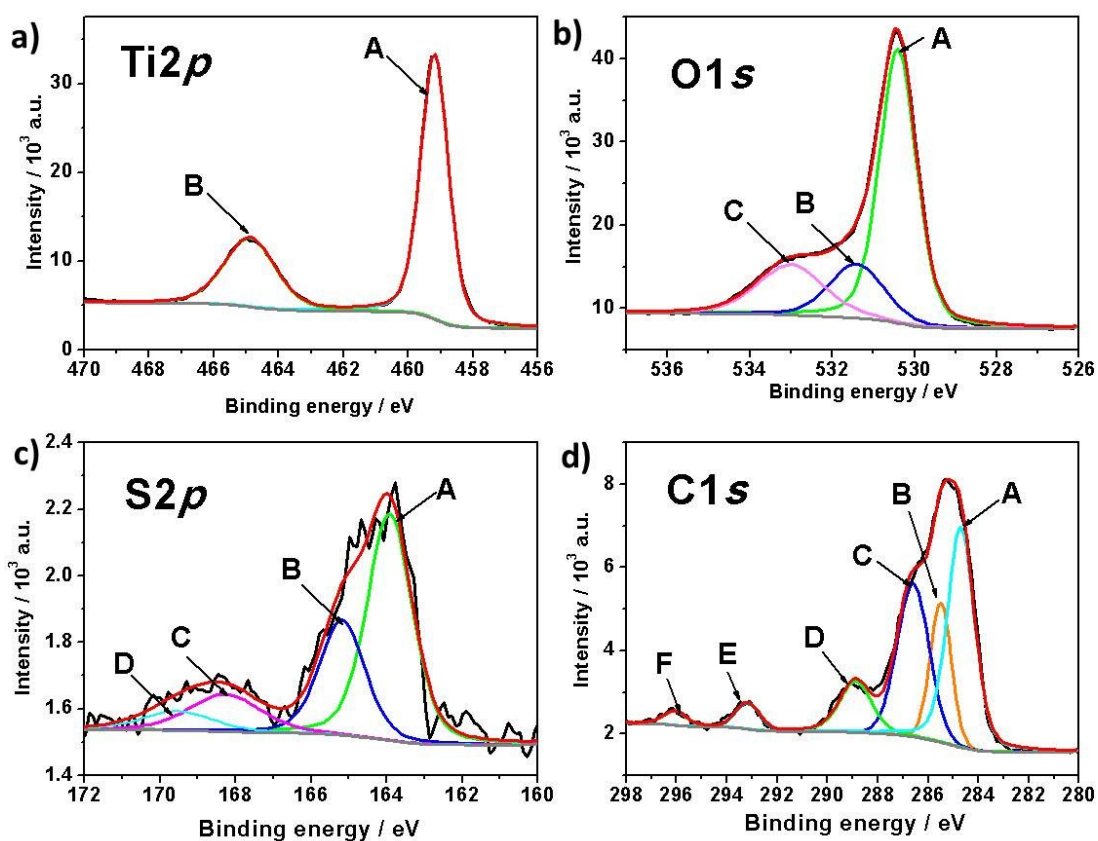 a)
Ti2p
A
B
Intensity / 10³ a.u.
30
20
10
0
470 468 466 464 462 460 458 456
Binding energy / eV
b)
O1s
A
B
C
Intensity / 10³ a.u.
40
30
20
10
536 534 532 530 528 526
Binding energy / eV
c)
S2p
A
B
C
D
Intensity / 10³ a.u.
2.4
2.2
2.0
1.8
1.6
1.4
172 170 168 166 164 162 160
Binding energy / eV
d)
C1s
A
B
C
D
E
F
Intensity / 10³ a.u.
8
6
4
2
298 296 294 292 290 288 286 284 282 280
Binding energy / eV